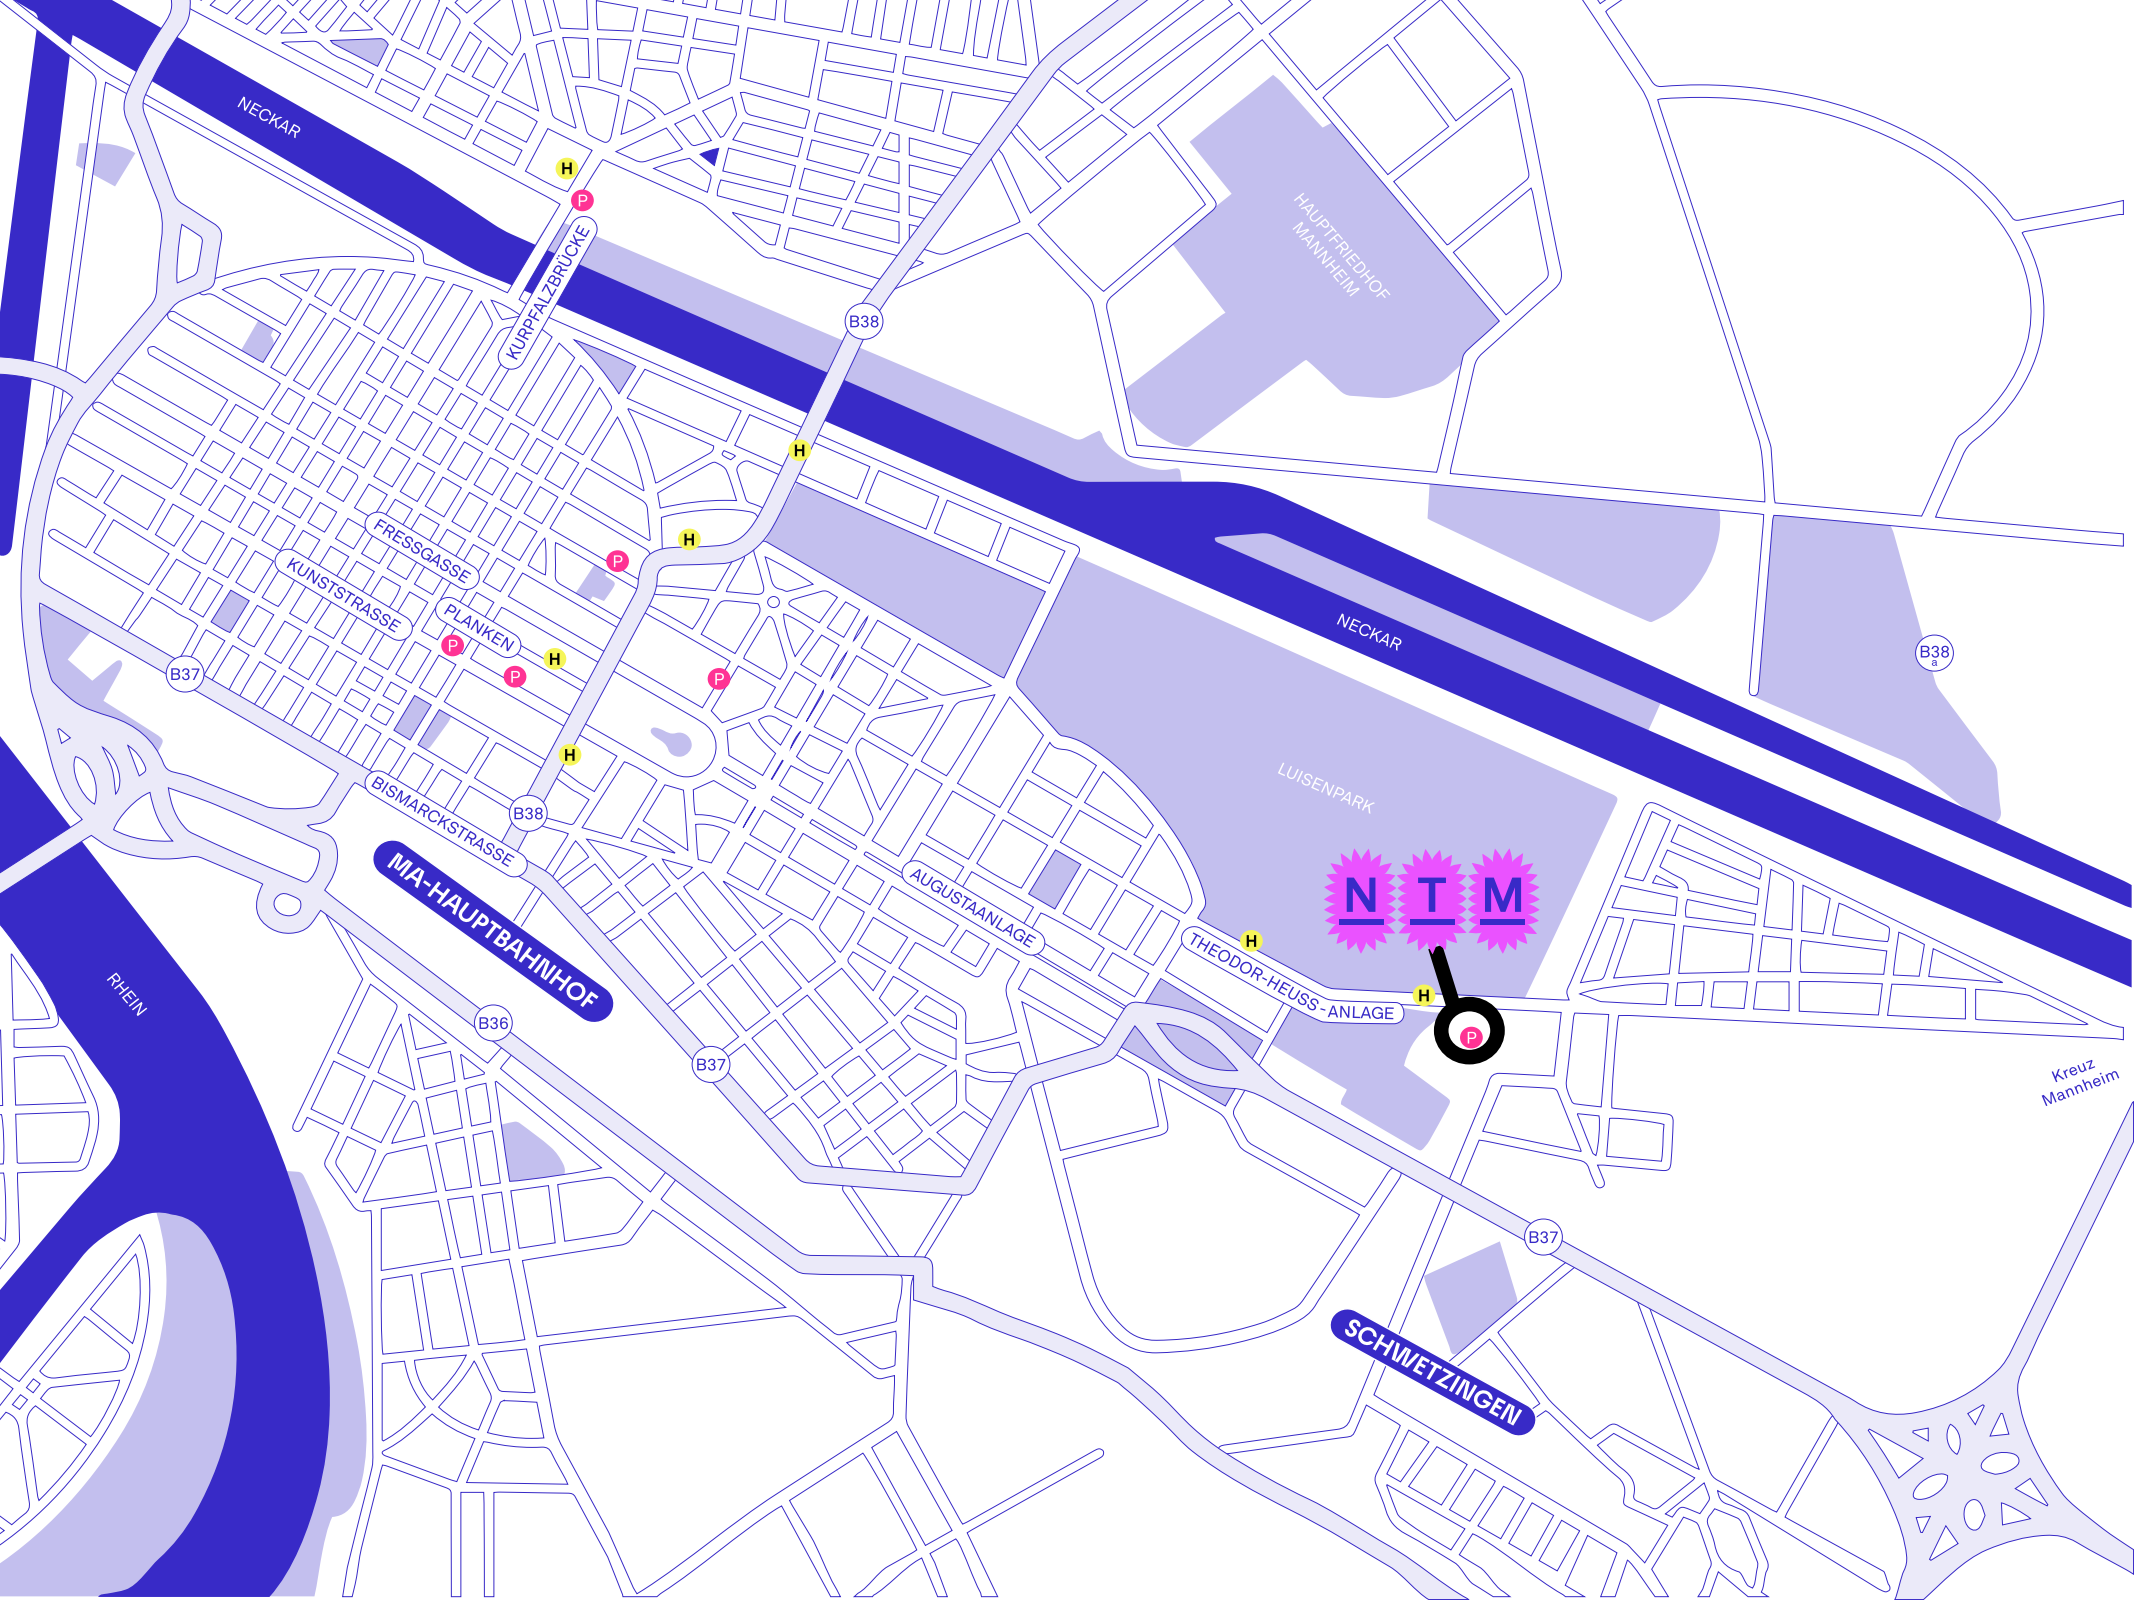 NECKAR
H
P
KURPFALZBRÜCKE
HAUPTFRIEDHOF
MANNHEIM
B38
H
H
P
FRESSGASSE
KUNSTSTRASSE
PLANKEN
P
H
P
P
B37
NECKAR
B38
a
H
B38
BISMARCKSTRASSE
LUISENPARK
MA-HAUPTBAHNHOF
AUGUSTAANLAGE
N T M
THEODOR-HEUSS-ANLAGE
H
H
P
RHEIN
B36
B37
Kreuz
Mannheim
B37
SCHWETZINGEN